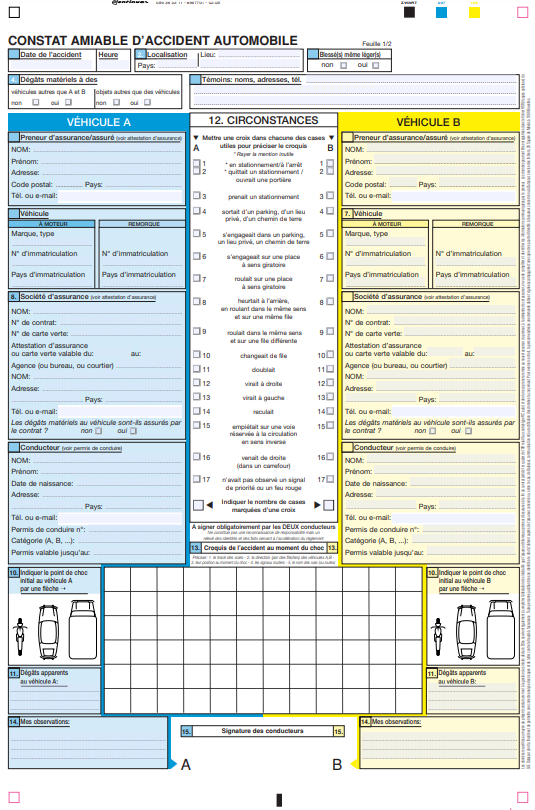 CONSTAT AMIABLE D'ACCIDENT AUTOMOBILE
Feuille 1/2
Date de l'accident
Heure
Localisation
Lieu:
Pays:
Blessé(s) même léger(s)
non oui
Dégâts matériels à des
véhicules autres que A et B
objets autres que des véhicules
non oui non oui
Témoins: noms, adresses, tél.
VÉHICULE A
Preneur d'assurance/assuré (voir attestation d'assurance)
NOM:
Prénom:
Adresse:
Code postal: Pays:
Tél. ou e-mail:
Véhicule
À MOTEUR
REMORQUE
Marque, type
N° d'immatriculation
N° d'immatriculation
Pays d'immatriculation
Pays d'immatriculation
8. Société d'assurance (voir attestation d'assurance)
NOM:
N° de contrat:
N° de carte verte:
Attestation d'assurance
ou carte verte valable du: au:
Agence (ou bureau, ou courtier)
NOM:
Adresse:
Pays:
Tél. ou e-mail:
Les dégâts matériels au véhicule sont-ils assurés par
le contrat ? non oui
Conducteur (voir permis de conduire)
NOM:
Prénom:
Date de naissance:
Adresse:
Pays:
Tél. ou e-mail:
Permis de conduire n°:
Catégorie (A, B, ...):
Permis valable jusqu'au:
10. Indiquer le point de choc
initial au véhicule A
par une flèche ➝
11. Dégâts apparents
au véhicule A:
14. Mes observations:
12. CIRCONSTANCES
▼ Mettre une croix dans chacune des cases ▼
A utiles pour préciser le croquis B
* Rayer la mention inutile
1 * en stationnement/à l'arrêt 1
2 * quittait un stationnement / 2
ouvrait une portière
3 prenait un stationnement 3
4 sortait d'un parking, d'un lieu 4
privé, d'un chemin de terre
5 s'engageait dans un parking, 5
un lieu privé, un chemin de terre
6 s'engageait sur une place 6
à sens giratoire
7 roulait sur une place 7
à sens giratoire
8 heurtait à l'arrière, 8
en roulant dans le même sens
et sur une même file
9 roulait dans le même sens 9
et sur une file différente
10 changeait de file 10
11 doublait 11
12 virait à droite 12
13 virait à gauche 13
14 reculait 14
15 empiétait sur une voie 15
réservée à la circulation
en sens inverse
16 venait de droite 16
(dans un carrefour)
17 n'avait pas observé un signal 17
de priorité ou un feu rouge
◀ Indiquer le nombre de cases ▶
marquées d'une croix
A signer obligatoirement par les DEUX conducteurs
13. Croquis de l'accident au moment du choc 13.
15. Signature des conducteurs 15.
A B
VÉHICULE B
Preneur d'assurance/assuré (voir attestation d'assurance)
NOM:
Prénom:
Adresse:
Code postal: Pays:
Tél. ou e-mail:
7. Véhicule
À MOTEUR
REMORQUE
Marque, type
N° d'immatriculation
N° d'immatriculation
Pays d'immatriculation
Pays d'immatriculation
Société d'assurance (voir attestation d'assurance)
NOM:
N° de contrat:
N° de carte verte:
Attestation d'assurance
ou carte verte valable du: au:
Agence (ou bureau, ou courtier)
NOM:
Adresse:
Pays:
Tél. ou e-mail:
Les dégâts matériels au véhicule sont-ils assurés par
le contrat ? non oui
Conducteur (voir permis de conduire)
NOM:
Prénom:
Date de naissance:
Adresse:
Pays:
Tél. ou e-mail:
Permis de conduire n°:
Catégorie (A, B, ...):
Permis valable jusqu'au:
10. Indiquer le point de choc
initial au véhicule B
par une flèche ➝
11. Dégâts apparents
au véhicule B:
14. Mes observations: